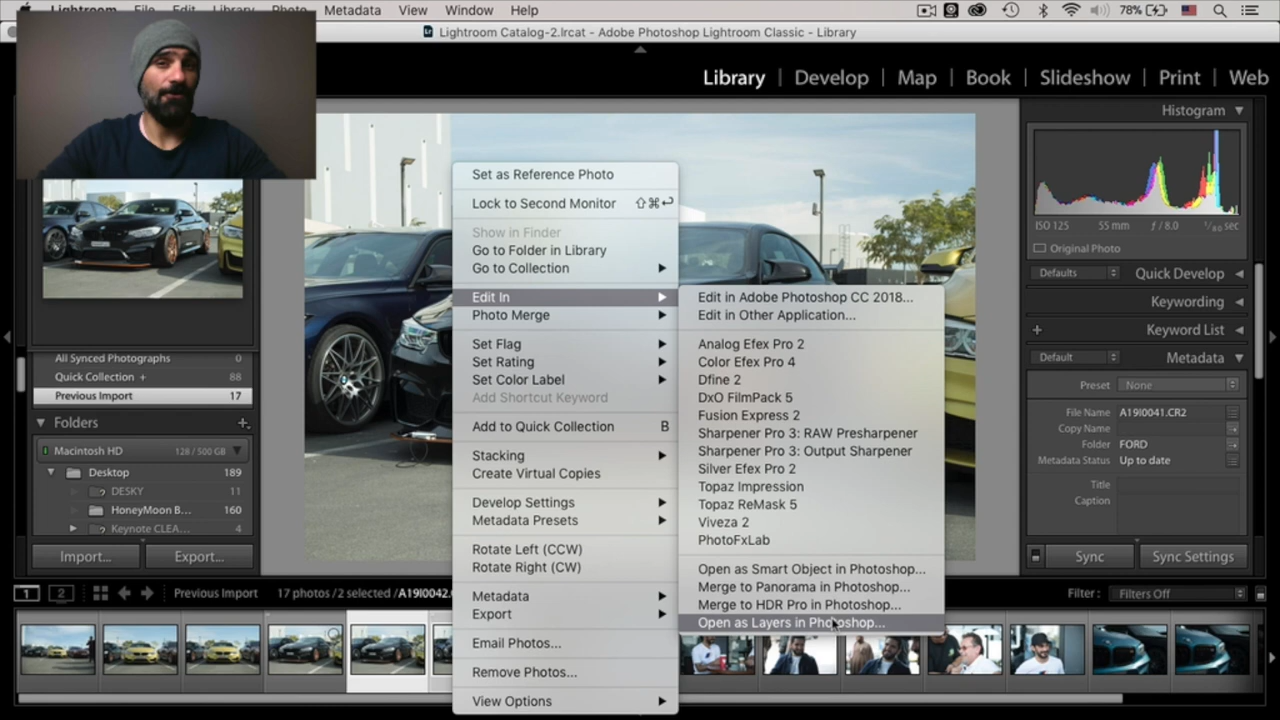 Lightroom File Edit Library Photo Metadata View Window Help
78%
Lightroom Catalog-2.lrcat - Adobe Photoshop Lightroom Classic - Library
Library | Develop | Map | Book | Slideshow | Print | Web
All Synced Photographs 0
Quick Collection + 88
Previous Import 17
Folders
Macintosh HD 128 / 500 GB
Desktop 189
DESKY 11
HoneyMoon B... 160
Keynote CLEA... 4
Import... Export...
Set as Reference Photo
Lock to Second Monitor ⇧⌘↩
Show in Finder
Go to Folder in Library
Go to Collection
Edit In
Photo Merge
Set Flag
Set Rating
Set Color Label
Add Shortcut Keyword
Add to Quick Collection B
Stacking
Create Virtual Copies
Develop Settings
Metadata Presets
Rotate Left (CCW)
Rotate Right (CW)
Metadata
Export
Email Photos...
Remove Photos...
View Options
Edit in Adobe Photoshop CC 2018...
Edit in Other Application...
Analog Efex Pro 2
Color Efex Pro 4
Dfine 2
DxO FilmPack 5
Fusion Express 2
Sharpener Pro 3: RAW Presharpener
Sharpener Pro 3: Output Sharpener
Silver Efex Pro 2
Topaz Impression
Topaz ReMask 5
Viveza 2
PhotoFxLab
Open as Smart Object in Photoshop...
Merge to Panorama in Photoshop...
Merge to HDR Pro in Photoshop...
Open as Layers in Photoshop...
Histogram
ISO 125 55 mm ƒ / 8.0 1/80 sec
Original Photo
Defaults Quick Develop
Keywording
+ Keyword List
Default Metadata
Preset None
File Name A19I0041.CR2
Copy Name
Folder FORD
Metadata Status Up to date
Title
Caption
Sync Sync Settings
1 2 Previous Import 17 photos / 2 selected / A19I0042.
Filter : Filters Off